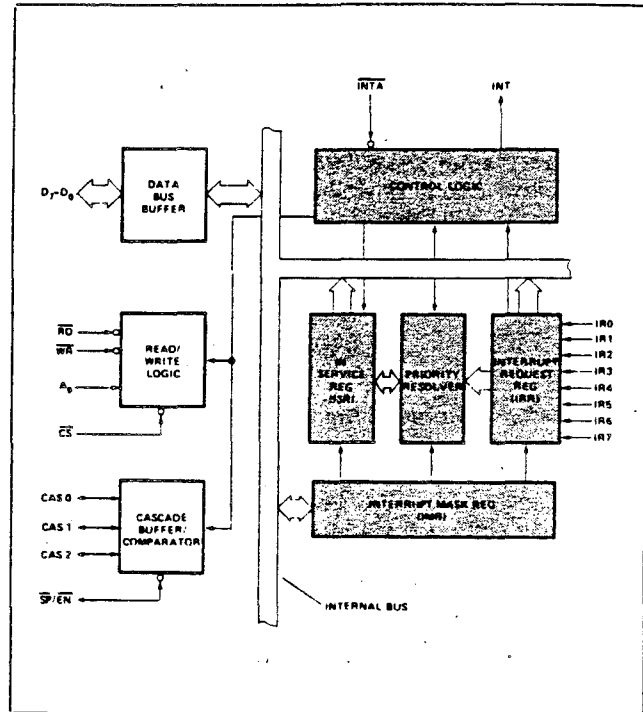 INTA
INT
CONTROL LOGIC
D7-D0
DATA
BUS
BUFFER
RD
WR
A0
CS
READ/
WRITE
LOGIC
IN
SERVICE
REG
(ISR)
PRIORITY
RESOLVER
INTERRUPT
REQUEST
REG
(IRR)
IR0
IR1
IR2
IR3
IR4
IR5
IR6
IR7
INTERRUPT MASK REG
(IMR)
CAS 0
CAS 1
CAS 2
CASCADE
BUFFER/
COMPARATOR
SP/EN
INTERNAL BUS